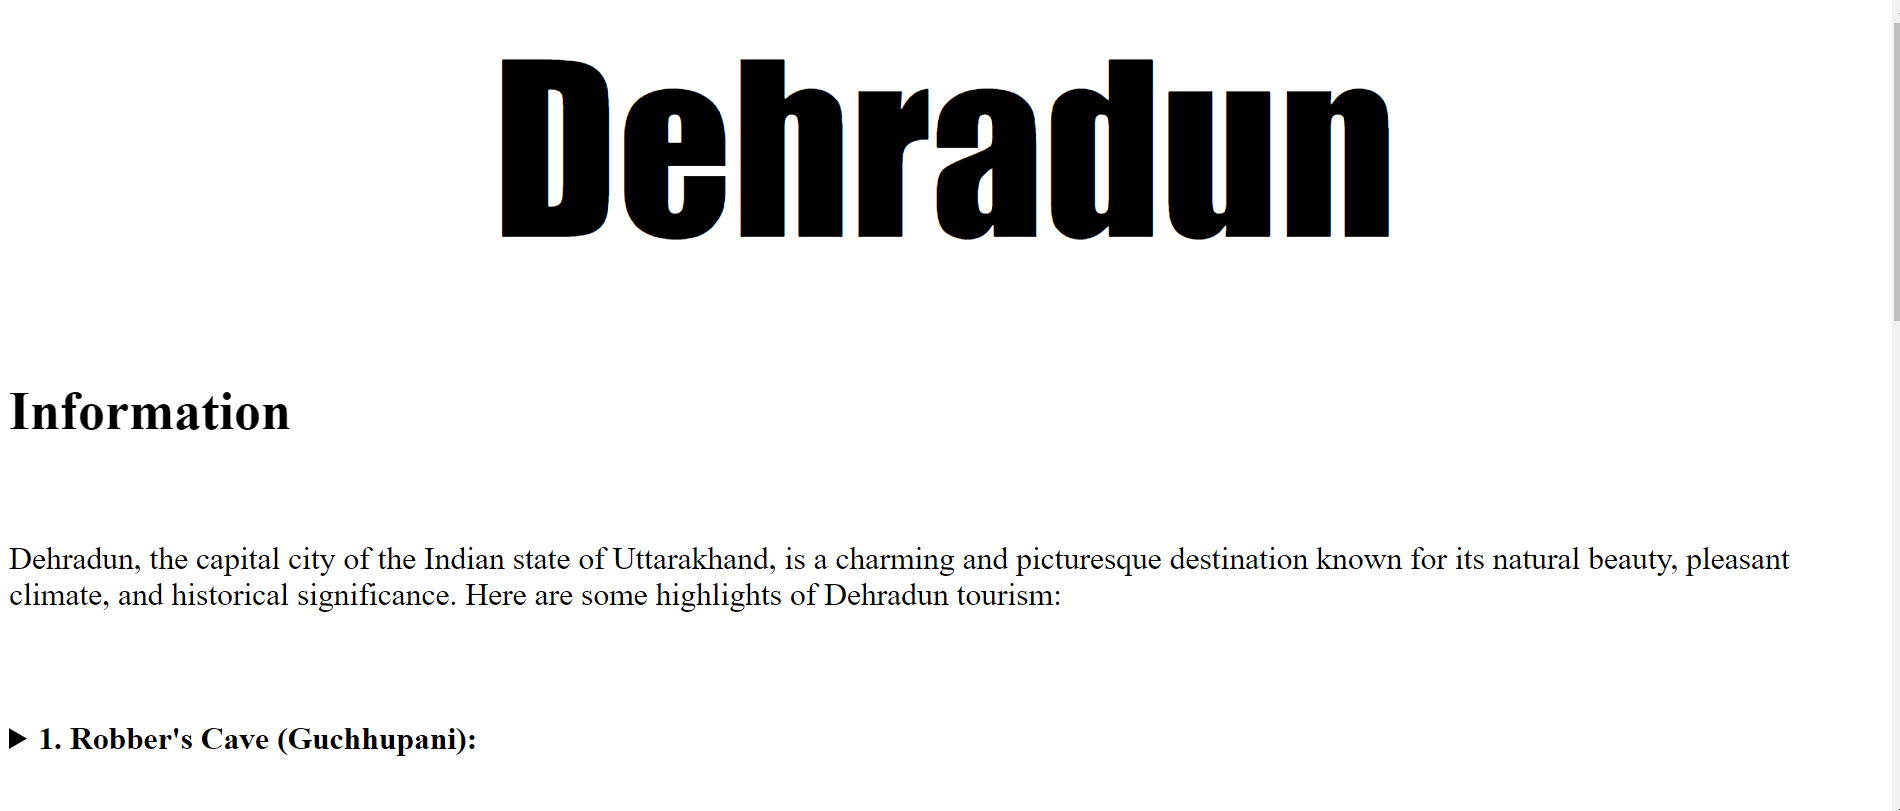 Dehradun
Information
Dehradun, the capital city of the Indian state of Uttarakhand, is a charming and picturesque destination known for its natural beauty, pleasant
climate, and historical significance. Here are some highlights of Dehradun tourism:
1. Robber's Cave (Guchhupani):